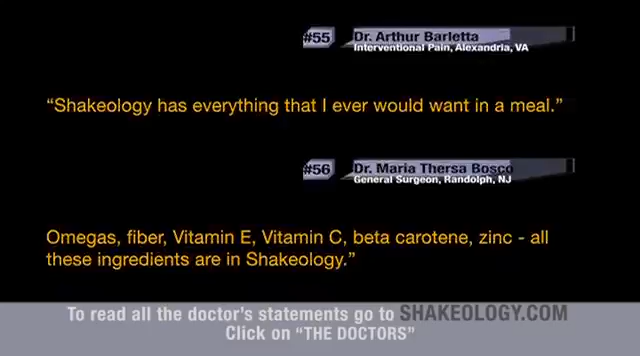 #55 Dr. Arthur Barletta
Interventional Pain, Alexandria, VA
“Shakeology has everything that I ever would want in a meal.”
#56 Dr. Maria Thersa Bosco
General Surgeon, Randolph, NJ
Omegas, fiber, Vitamin E, Vitamin C, beta carotene, zinc - all
these ingredients are in Shakeology.”
To read all the doctor's statements go to SHAKEOLOGY.COM
Click on “THE DOCTORS”